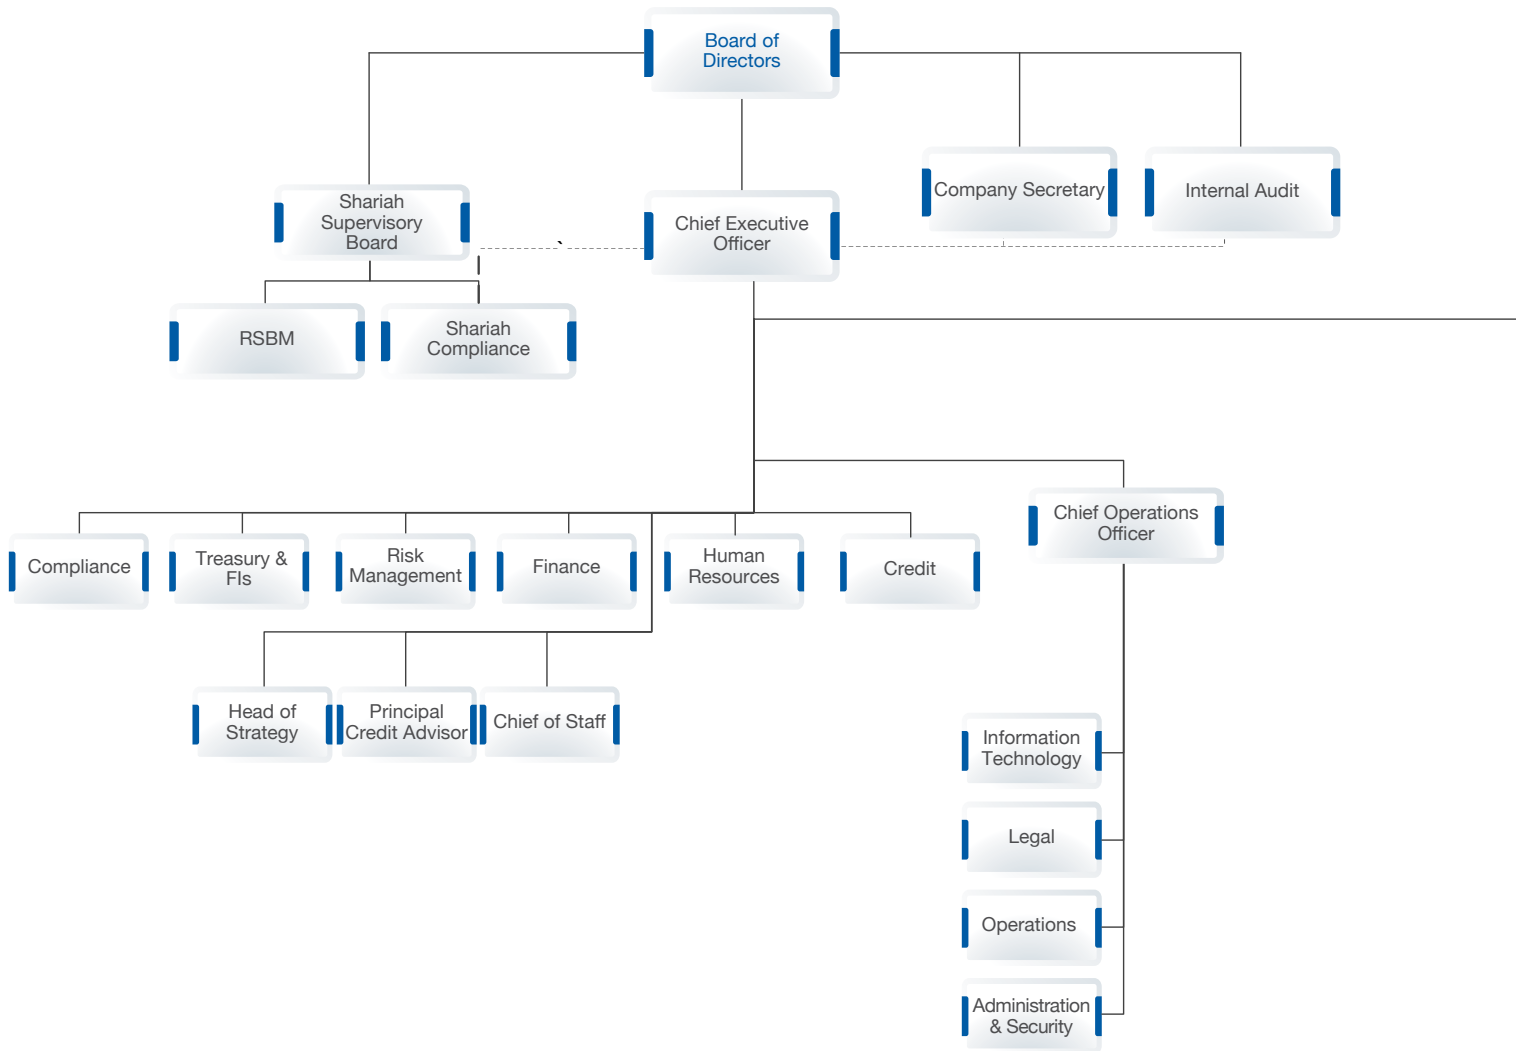 Board of
Directors
Company Secretary
Internal Audit
Shariah
Supervisory
Board
Chief Executive
Officer
RSBM
Shariah
Compliance
Chief Operations
Officer
Compliance
Treasury &
FIs
Risk
Management
Finance
Human
Resources
Credit
Head of
Strategy
Principal
Credit Advisor
Chief of Staff
Information
Technology
Legal
Operations
Administration
& Security